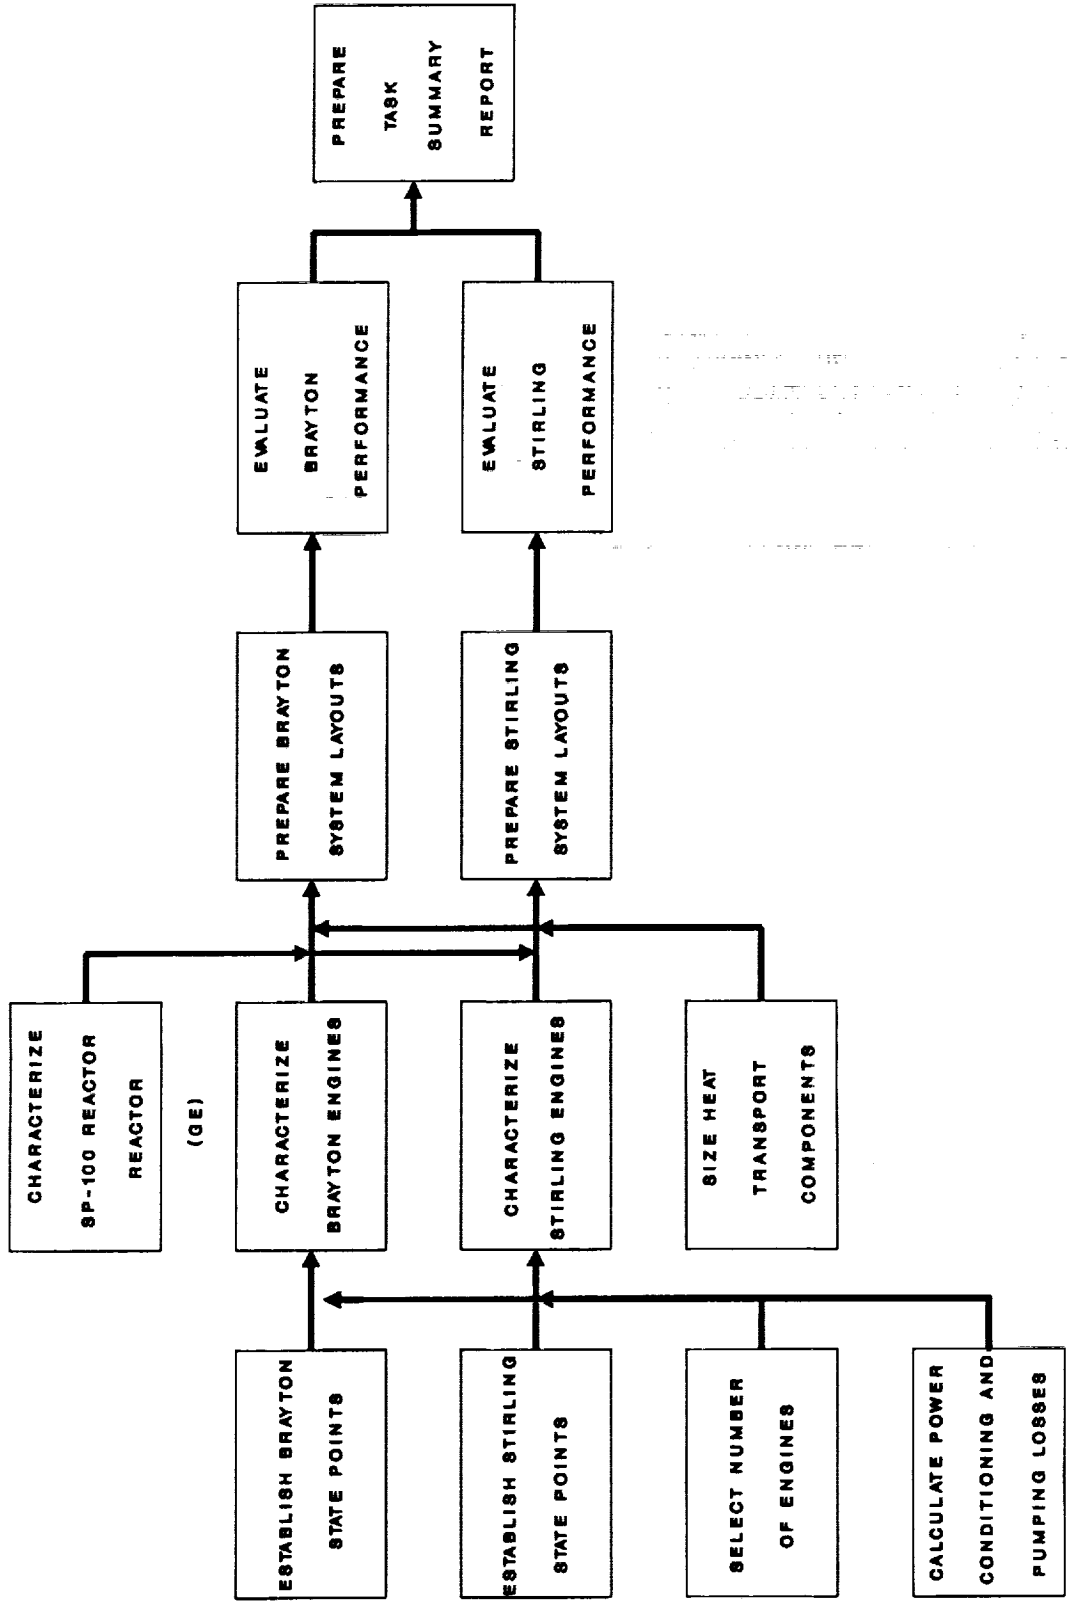 ESTABLISH BRAYTON
STATE POINTS
ESTABLISH STIRLING
STATE POINTS
SELECT NUMBER
OF ENGINES
CALCULATE POWER
CONDITIONING AND
PUMPING LOSSES
CHARACTERIZE
SP-100 REACTOR
REACTOR
(GE)
CHARACTERIZE
BRAYTON ENGINES
CHARACTERIZE
STIRLING ENGINES
SIZE HEAT
TRANSPORT
COMPONENTS
PREPARE BRAYTON
SYSTEM LAYOUTS
PREPARE STIRLING
SYSTEM LAYOUTS
EVALUATE
BRAYTON
PERFORMANCE
EVALUATE
STIRLING
PERFORMANCE
PREPARE
TASK
SUMMARY
REPORT